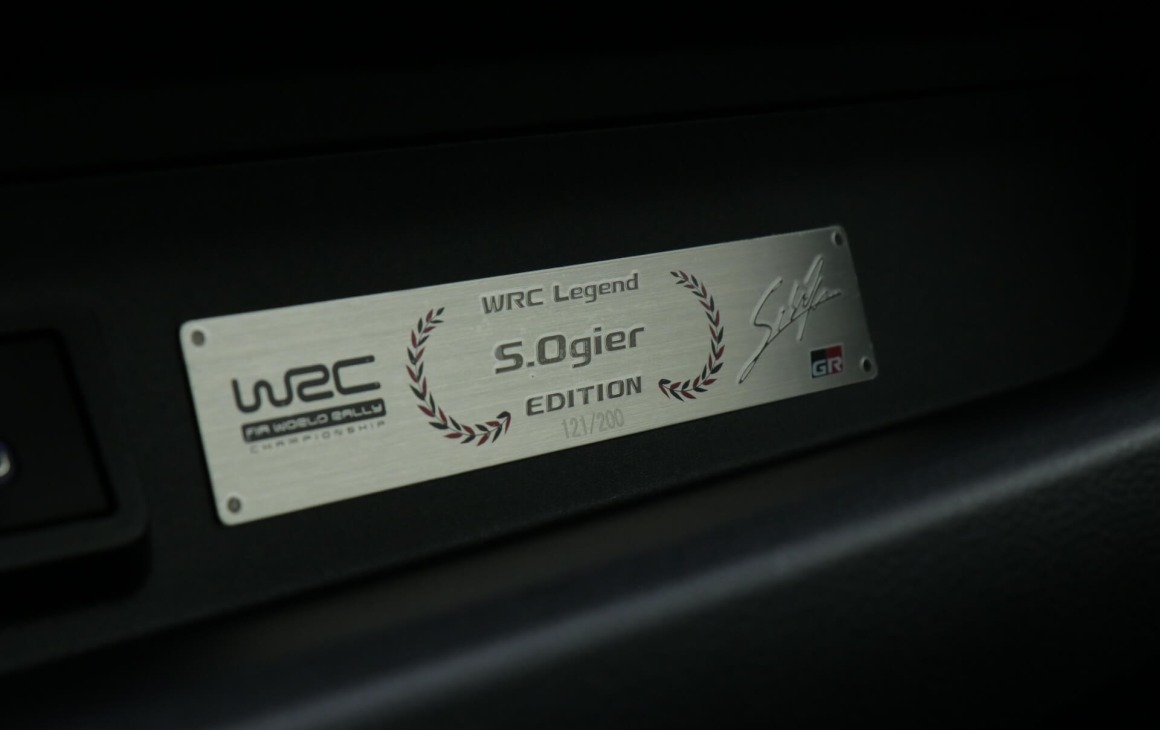 WRC
FIA WORLD RALLY
CHAMPIONSHIP
WRC Legend
S.Ogier
EDITION
121/200
GR